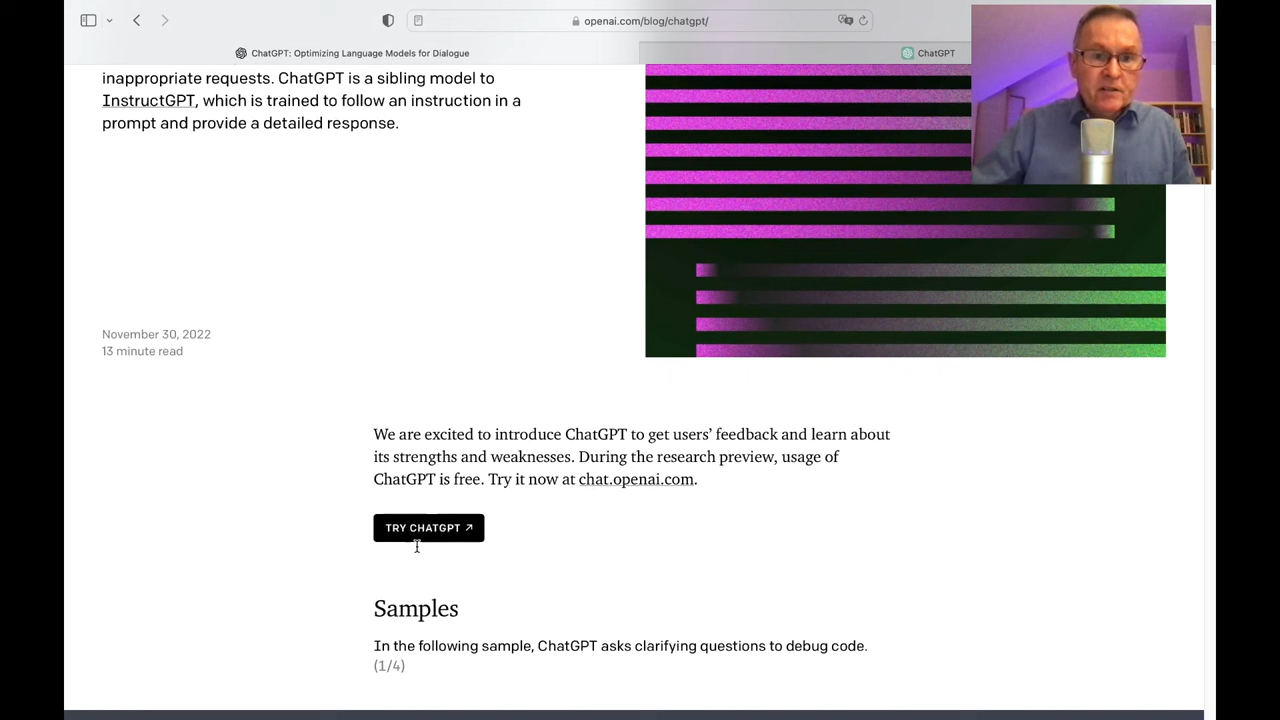 openai.com/blog/chatgpt/
ChatGPT: Optimizing Language Models for Dialogue
ChatGPT
inappropriate requests. ChatGPT is a sibling model to
InstructGPT, which is trained to follow an instruction in a
prompt and provide a detailed response.
November 30, 2022
13 minute read
We are excited to introduce ChatGPT to get users’ feedback and learn about
its strengths and weaknesses. During the research preview, usage of
ChatGPT is free. Try it now at chat.openai.com.
TRY CHATGPT ↗
Samples
In the following sample, ChatGPT asks clarifying questions to debug code.
(1/4)